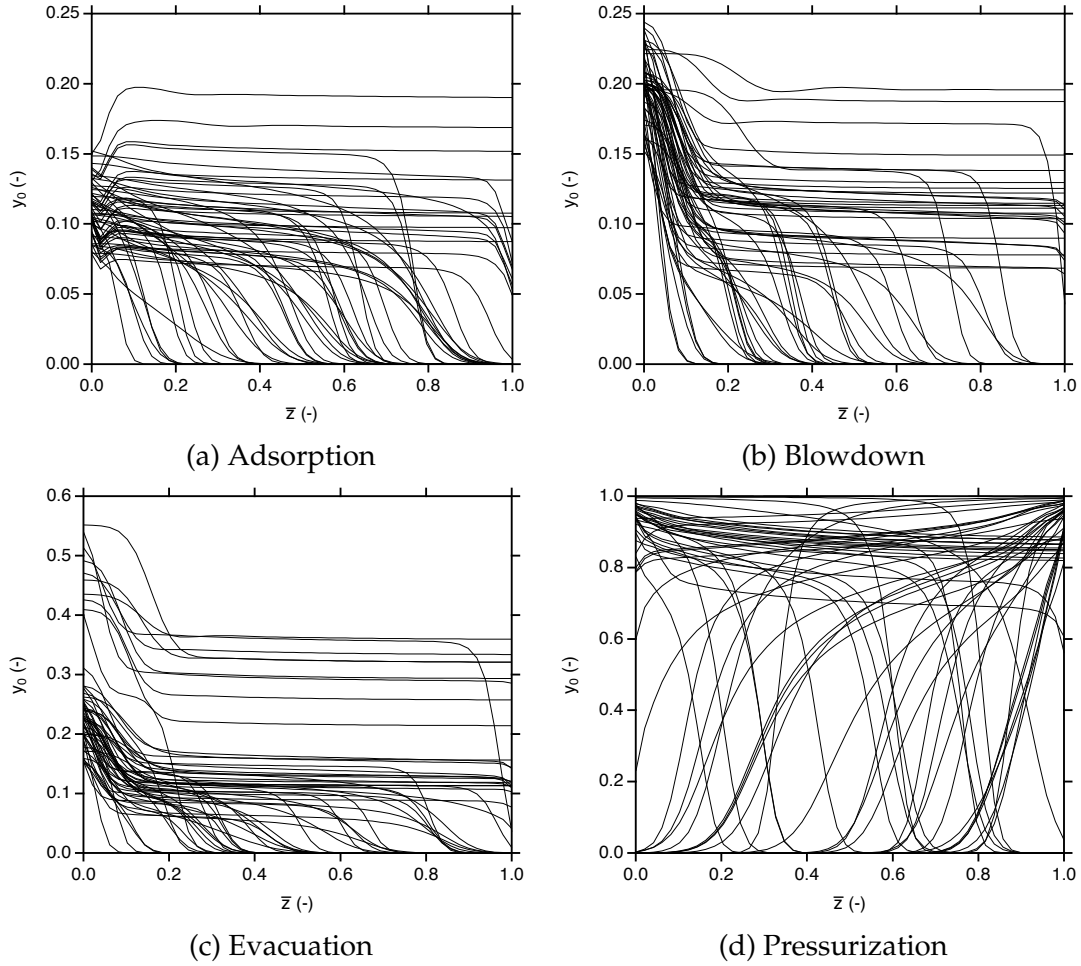 0.25
0.20
0.15
0.10
0.05
0.00
y0 (-)
0.0 0.2 0.4 0.6 0.8 1.0
z̅ (-)
(a) Adsorption
0.25
0.20
0.15
0.10
0.05
0.00
y0 (-)
0.0 0.2 0.4 0.6 0.8 1.0
z̅ (-)
(b) Blowdown
0.6
0.5
0.4
0.3
0.2
0.1
0.0
y0 (-)
0.0 0.2 0.4 0.6 0.8 1.0
z̅ (-)
(c) Evacuation
1.0
0.8
0.6
0.4
0.2
0.0
y0 (-)
0.0 0.2 0.4 0.6 0.8 1.0
z̅ (-)
(d) Pressurization